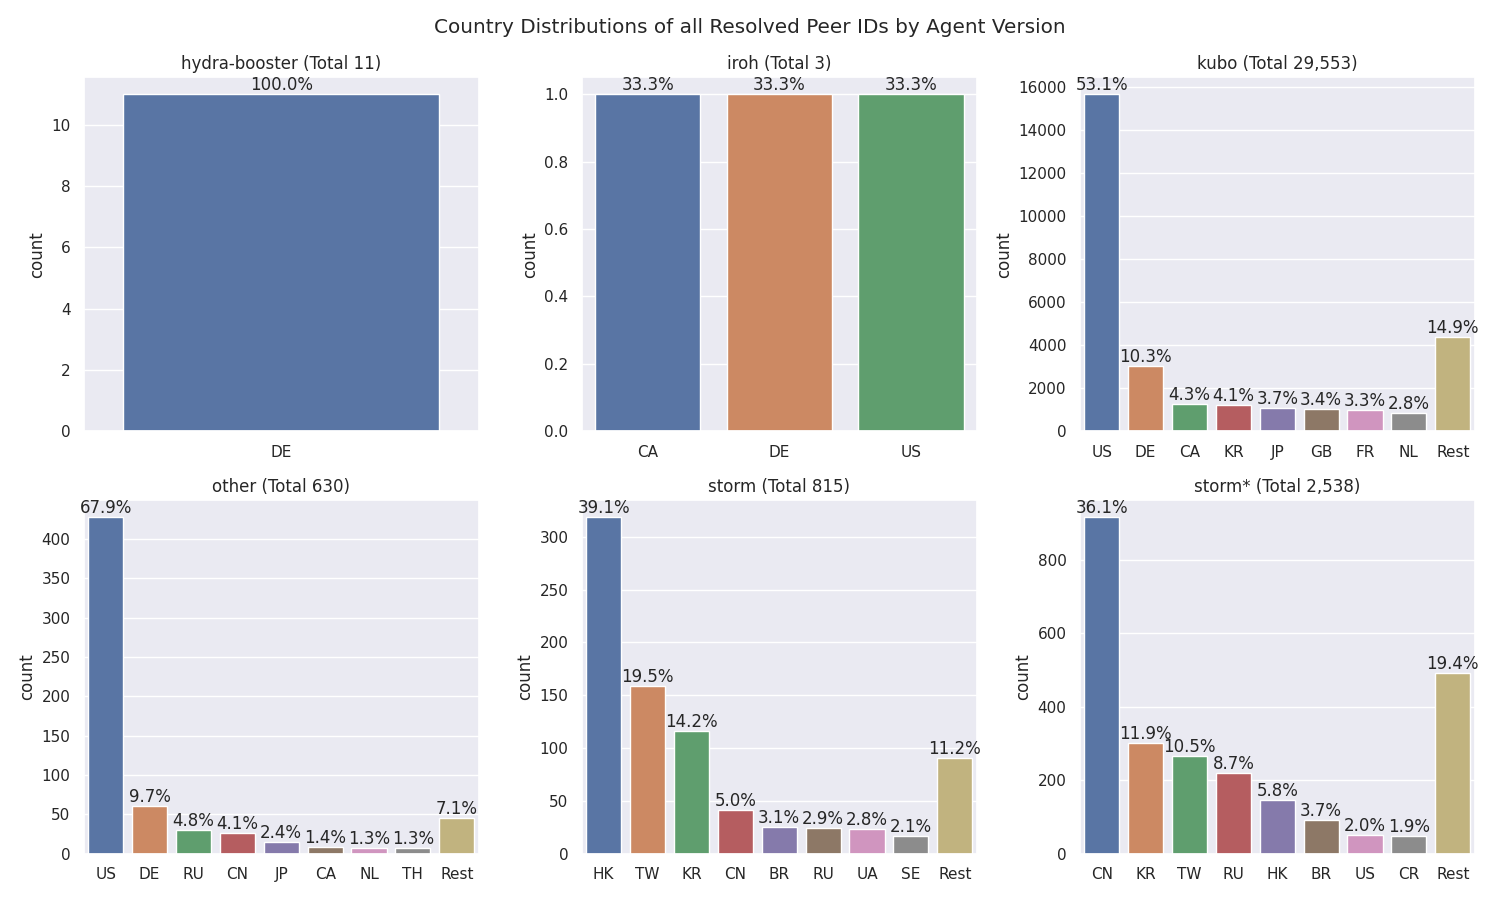 Country Distributions of all Resolved Peer IDs by Agent Version
hydra-booster (Total 11)
100.0%
10
8
6
4
2
0
count
DE
iroh (Total 3)
33.3% 33.3% 33.3%
1.0
0.8
0.6
0.4
0.2
0.0
count
CA DE US
kubo (Total 29,553)
53.1%
16000
14000
12000
10000
8000
6000
4000
2000
0
count
14.9%
10.3%
4.3% 4.1% 3.7% 3.4% 3.3% 2.8%
US DE CA KR JP GB FR NL Rest
other (Total 630)
67.9%
400
350
300
250
200
150
100
50
0
count
9.7%
4.8% 4.1% 2.4% 1.4% 1.3% 1.3% 7.1%
US DE RU CN JP CA NL TH Rest
storm (Total 815)
39.1%
300
250
200
150
100
50
0
count
19.5%
14.2%
11.2%
5.0% 3.1% 2.9% 2.8% 2.1%
HK TW KR CN BR RU UA SE Rest
storm* (Total 2,538)
36.1%
800
600
400
200
0
count
19.4%
11.9% 10.5% 8.7% 5.8% 3.7% 2.0% 1.9%
CN KR TW RU HK BR US CR Rest